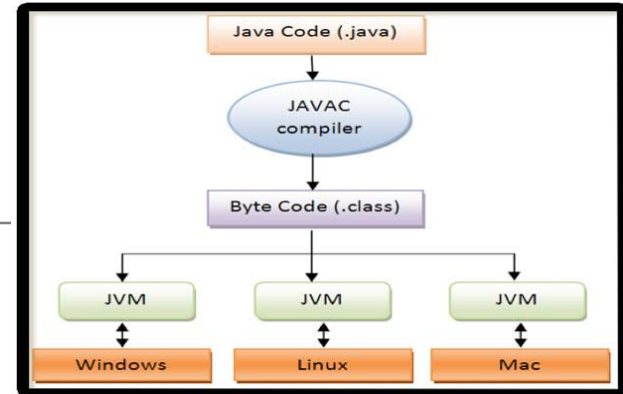 Java Code (.java)
JAVAC
compiler
Byte Code (.class)
JVM JVM JVM
Windows Linux Mac